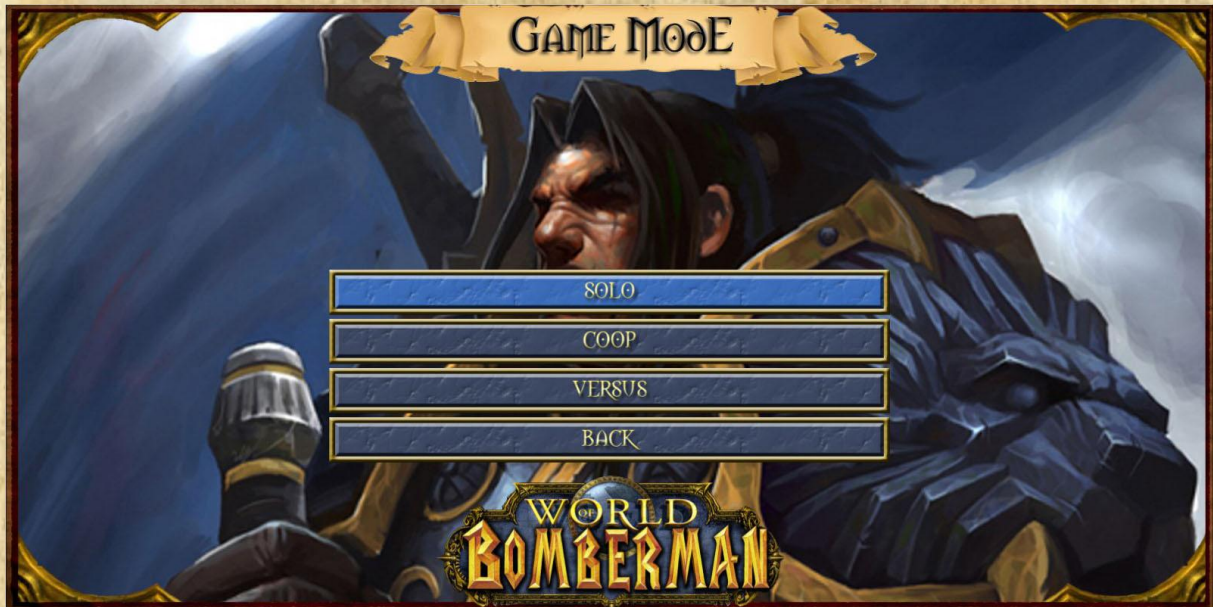 GAME MODE
SOLO
COOP
VERSUS
BACK
WORLD OF
BOMBERMAN